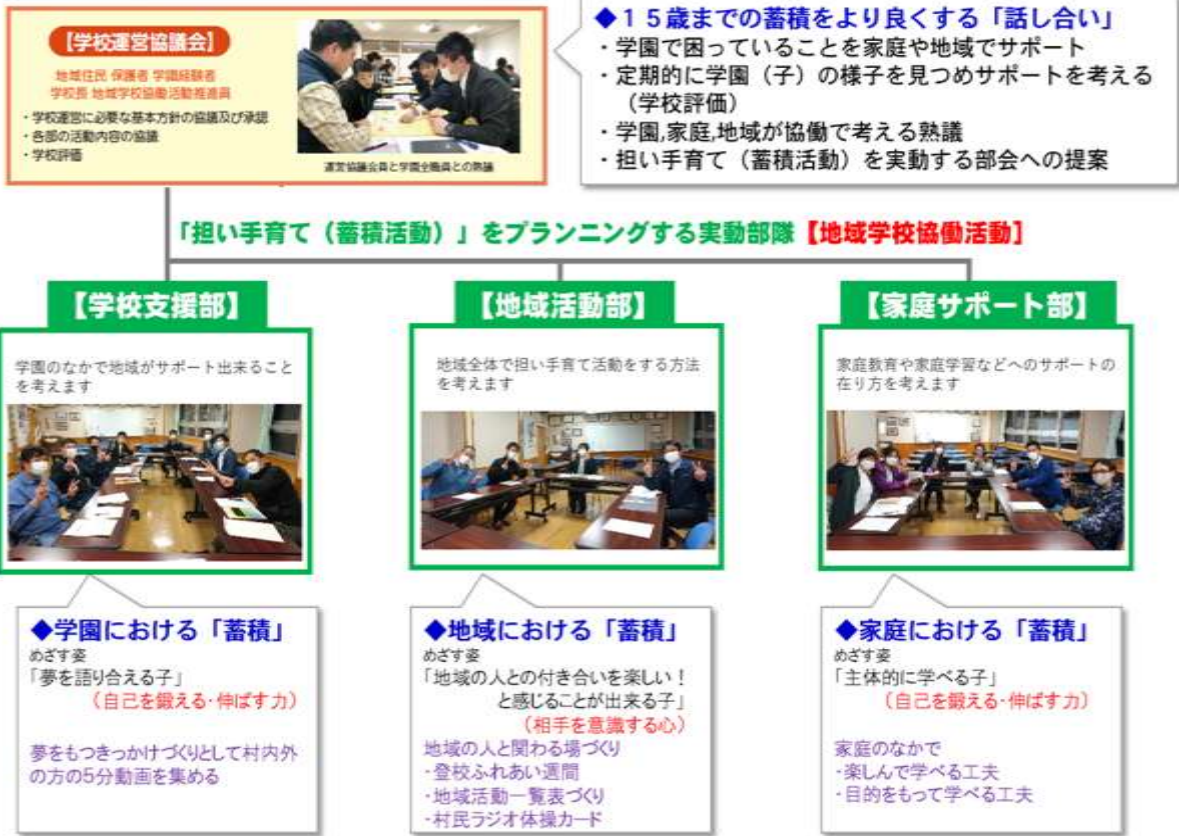 【学校運営協議会】
地域住民 保護者 学識経験者
学校長 地域学校協働活動推進員
・学校運営に必要な基本方針の協議及び承認
・各部の活動内容の協議
・学校評価
運営協議会員と学園全職員との熟議
◆15歳までの蓄積をより良くする「話し合い」
・学園で困っていることを家庭や地域でサポート
・定期的に学園（子）の様子を見つめサポートを考える
（学校評価）
・学園,家庭,地域が協働で考える熟議
・担い手育て（蓄積活動）を実動する部会への提案
「担い手育て（蓄積活動）」をプランニングする実動部隊【地域学校協働活動】
【学校支援部】
学園のなかで地域がサポート出来ること
を考えます
◆学園における「蓄積」
めざす姿
「夢を語り合える子」
（自己を鍛える･伸ばす力）
夢をもつきっかけづくりとして村内外
の方の5分動画を集める
【地域活動部】
地域全体で担い手育て活動をする方法
を考えます
◆地域における「蓄積」
めざす姿
「地域の人との付き合いを楽しい！
と感じることが出来る子」
（相手を意識する心）
地域の人と関わる場づくり
・登校ふれあい週間
・地域活動一覧表づくり
・村民ラジオ体操カード
【家庭サポート部】
家庭教育や家庭学習などへのサポートの
在り方を考えます
◆家庭における「蓄積」
めざす姿
「主体的に学べる子」
（自己を鍛える･伸ばす力）
家庭のなかで
・楽しんで学べる工夫
・目的をもって学べる工夫